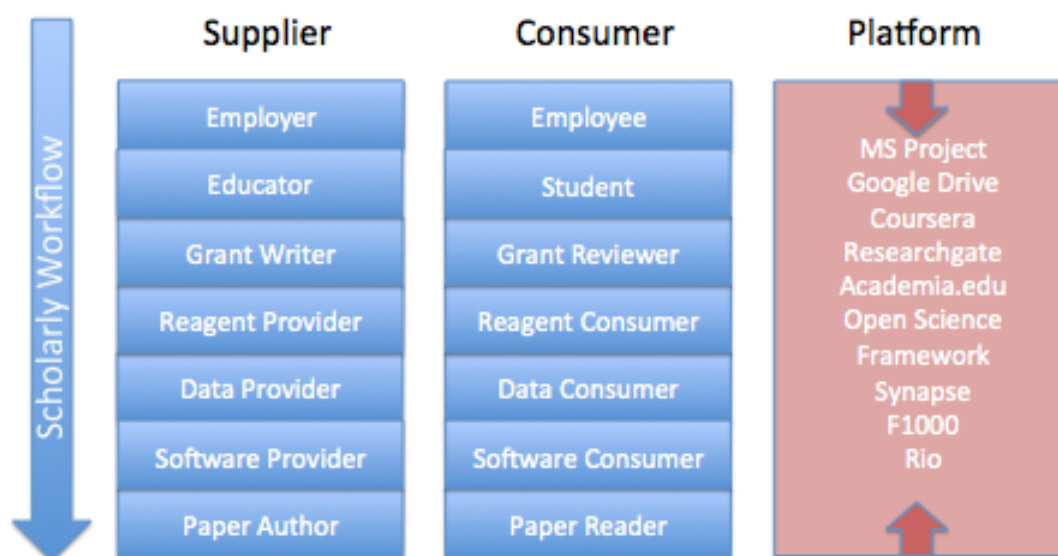 Supplier
Consumer
Platform
Scholarly Workflow
Employer
Employee
Educator
Student
Grant Writer
Grant Reviewer
Reagent Provider
Reagent Consumer
Data Provider
Data Consumer
Software Provider
Software Consumer
Paper Author
Paper Reader
MS Project
Google Drive
Coursera
Researchgate
Academia.edu
Open Science
Framework
Synapse
F1000
Rio